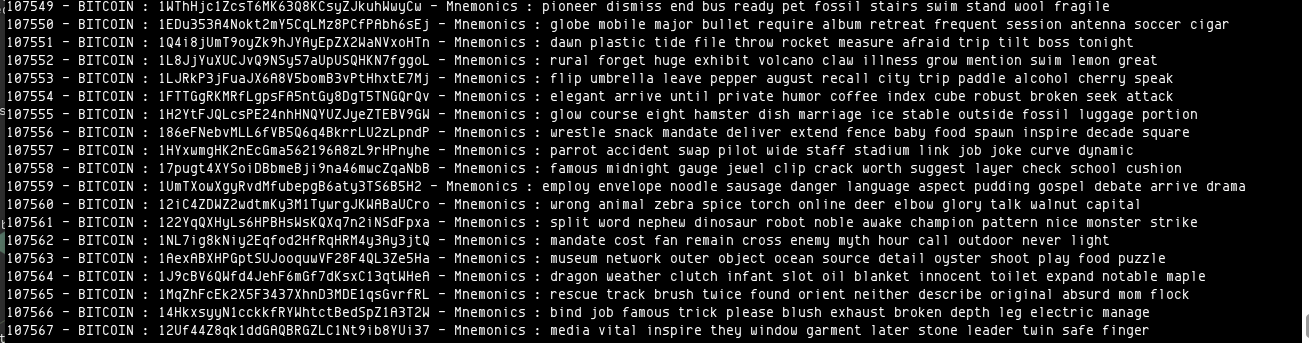 107549 - BITCOIN : 1WThHjc1ZcsT6MK63Q8KCsyZJkuhWwyCw - Mnemonics : pioneer dismiss end bus ready pet fossil stairs swim stand wool fragile
107550 - BITCOIN : 1EDu353A4Nokt2mY5CqLMz8PCfPAbh6sEj - Mnemonics : globe mobile major bullet require album retreat frequent session antenna soccer cigar
107551 - BITCOIN : 1Q4i8jUmT9oyZk9hJYAyEpZX2WaNVxoHTn - Mnemonics : dawn plastic tide file throw rocket measure afraid trip tilt boss tonight
107552 - BITCOIN : 1L8JjYuXUCJvQ9NSy57aUpUSQHKN7fggoL - Mnemonics : rural forget huge exhibit volcano claw illness grow mention swim lemon great
107553 - BITCOIN : 1LJRkP3jFuaJX6A8V5bomB3vPtHhxtE7Mj - Mnemonics : flip umbrella leave pepper august recall city trip paddle alcohol cherry speak
107554 - BITCOIN : 1FTTGgRKMRfLgpsFA5ntGy8DgT5TNGQrQv - Mnemonics : elegant arrive until private humor coffee index cube robust broken seek attack
107555 - BITCOIN : 1H2YtFJQLcsPE24nhHNQYUZJyeZTEBV9GW - Mnemonics : glow course eight hamster dish marriage ice stable outside fossil luggage portion
107556 - BITCOIN : 186eFNebvMLL6fVB5Q6q4BkrrLU2zLpndP - Mnemonics : wrestle snack mandate deliver extend fence baby food spawn inspire decade square
107557 - BITCOIN : 1HYxwmgHK2nEcGma562196A8zL9rHPnyhe - Mnemonics : parrot accident swap pilot wide staff stadium link job joke curve dynamic
107558 - BITCOIN : 17pugt4XYSoiDBbmeBji9na46mwcZqaNbB - Mnemonics : famous midnight gauge jewel clip crack worth suggest layer check school cushion
107559 - BITCOIN : 1UmTXowXgyRvdMfubepgB6aty3TS6B5H2 - Mnemonics : employ envelope noodle sausage danger language aspect pudding gospel debate arrive drama
107560 - BITCOIN : 12iC4ZDWZ2wdtmKy3M1TywrgJKWABaUCro - Mnemonics : wrong animal zebra spice torch online deer elbow glory talk walnut capital
107561 - BITCOIN : 122YqQXHyLs6HPBHsWsKQXq7n2iNSdFpxa - Mnemonics : split word nephew dinosaur robot noble awake champion pattern nice monster strike
107562 - BITCOIN : 1NL7ig8kNiy2Eqfod2HfRqHRM4y3Ay3jtQ - Mnemonics : mandate cost fan remain cross enemy myth hour call outdoor never light
107563 - BITCOIN : 1AexABXHPGptSUJooquwVF28F4QL3Ze5Ha - Mnemonics : museum network outer object ocean source detail oyster shoot play food puzzle
107564 - BITCOIN : 1J9cBV6QWfd4JehF6mGf7dKsxC13qtWHeA - Mnemonics : dragon weather clutch infant slot oil blanket innocent toilet expand notable maple
107565 - BITCOIN : 1MqZhFcEk2X5F3437XhnD3MDE1qsGvrfRL - Mnemonics : rescue track brush twice found orient neither describe original absurd mom flock
107566 - BITCOIN : 14HkxsyyN1cckkfRYWhtctBedSpZ1A3T2W - Mnemonics : bind job famous trick please blush exhaust broken depth leg electric manage
107567 - BITCOIN : 12Uf44Z8qk1ddGAQBRGZLC1Nt9ib8YUi37 - Mnemonics : media vital inspire they window garment later stone leader twin safe finger